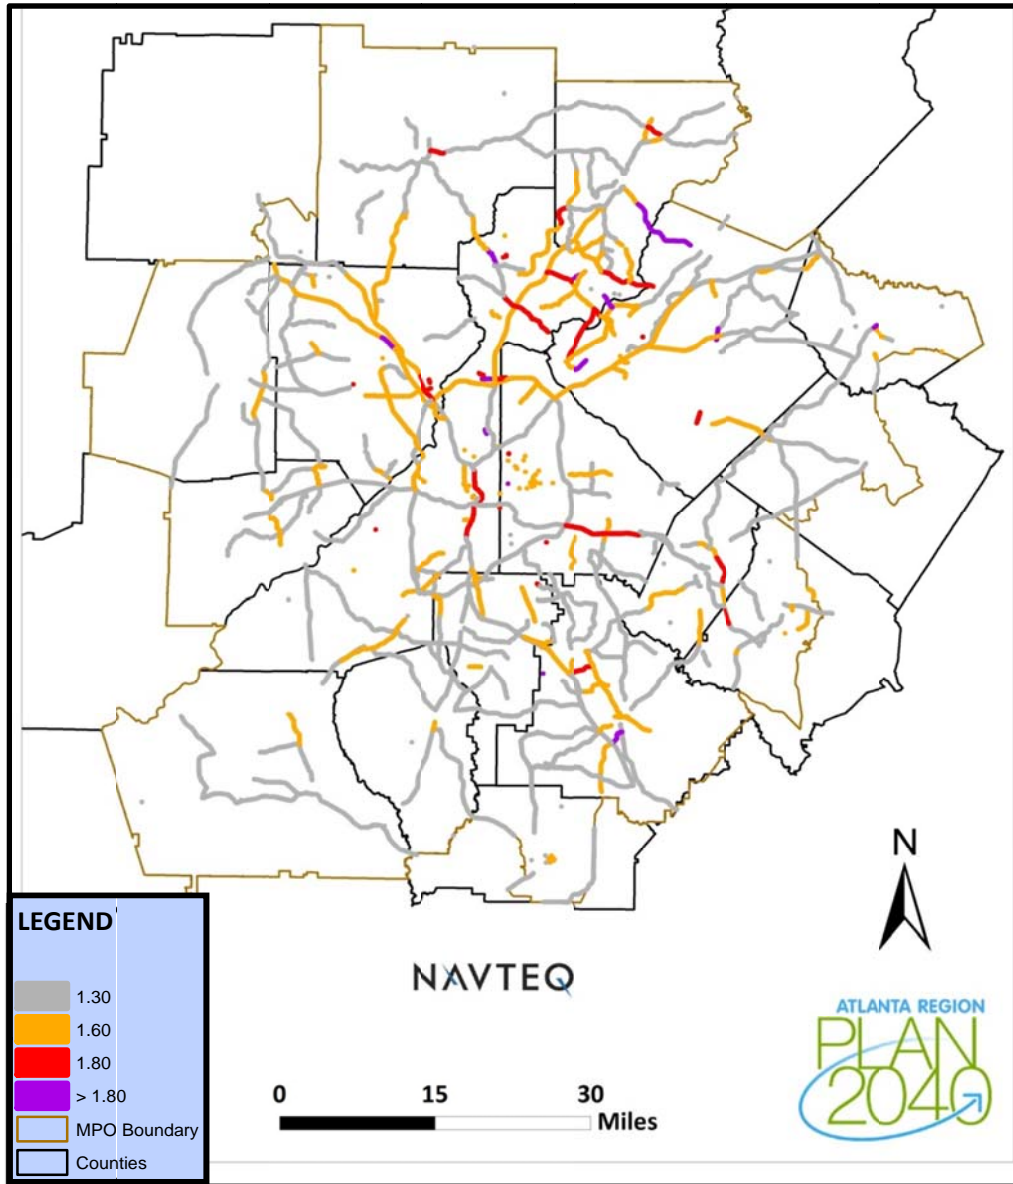 N
LEGEND
1.30
1.60
1.80
> 1.80
MPO Boundary
Counties
NAVTEQ
0 15 30
Miles
ATLANTA REGION
PLAN
2040